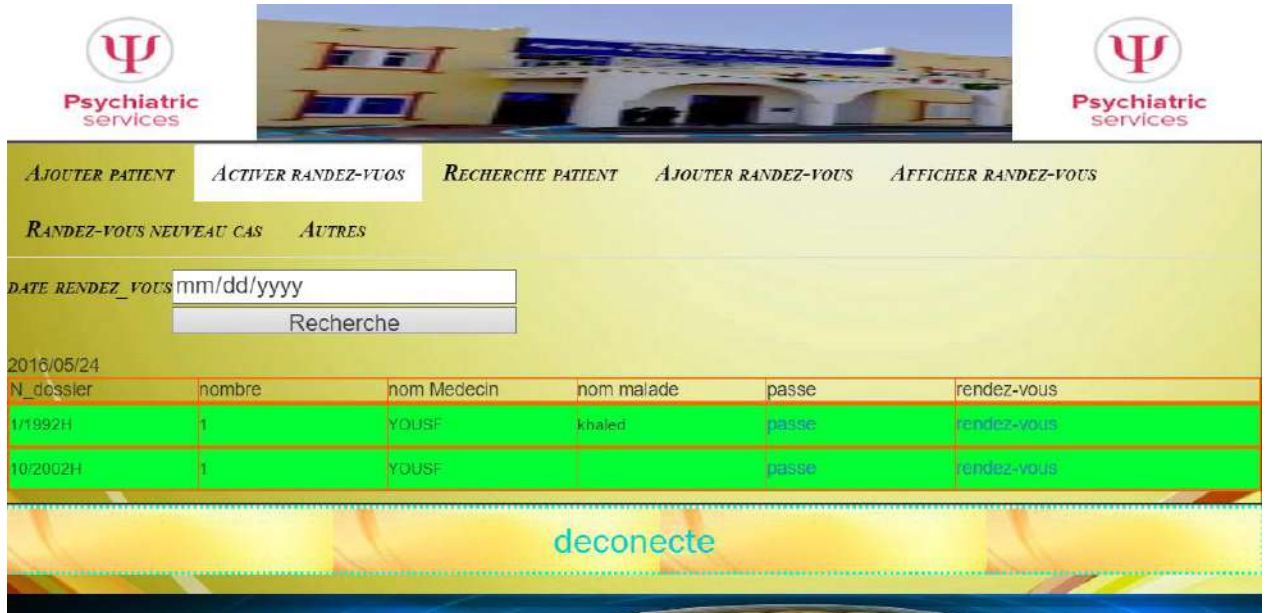 Ψ
Psychiatric
services
Ψ
Psychiatric
services
AJOUTER PATIENT ACTIVER RANDEZ-VUOS RECHERCHE PATIENT AJOUTER RANDEZ-VOUS AFFICHER RANDEZ-VOUS
RANDEZ-VOUS NEUVEAU CAS AUTRES
DATE RENDEZ_VOUS mm/dd/yyyy
Recherche
2016/05/24
N_dossier nombre nom Medecin nom malade passe rendez-vous
1/1992H 1 YOUSF khaled passe rendez-vous
10/2002H 1 YOUSF passe rendez-vous
deconecte